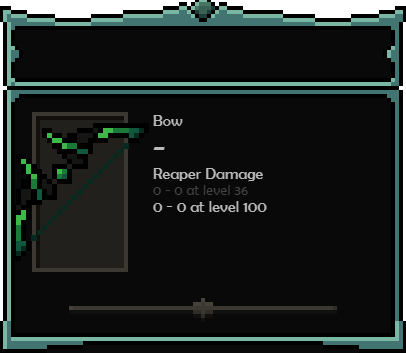 Bow
–
Reaper Damage
0 - 0 at level 36
0 - 0 at level 100